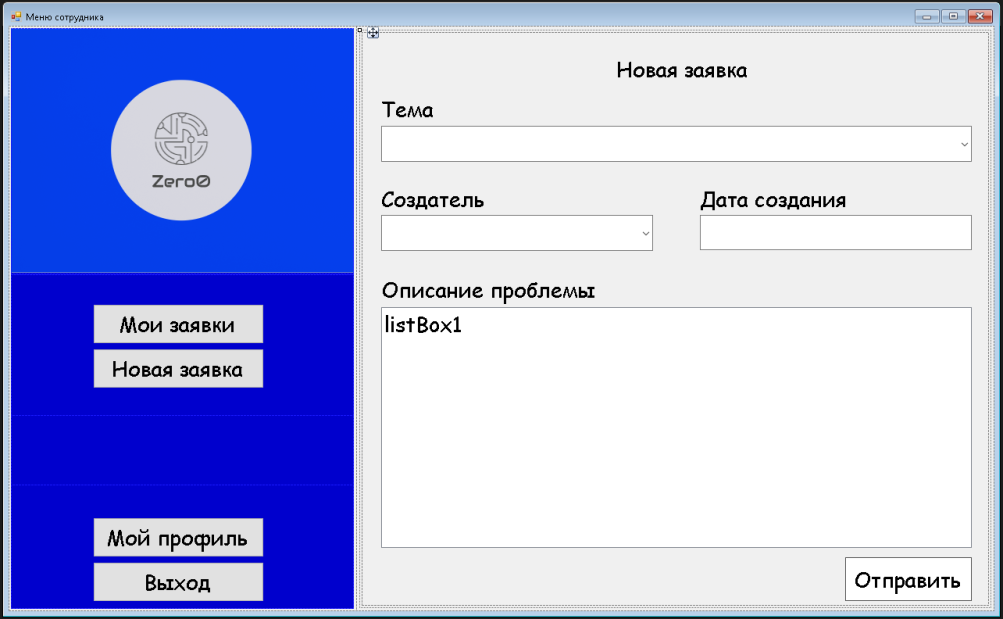 Меню сотрудника
Zero0
Мои заявки
Новая заявка
Мой профиль
Выход
Новая заявка
Тема
Создатель
Дата создания
Описание проблемы
listBox1
Отправить